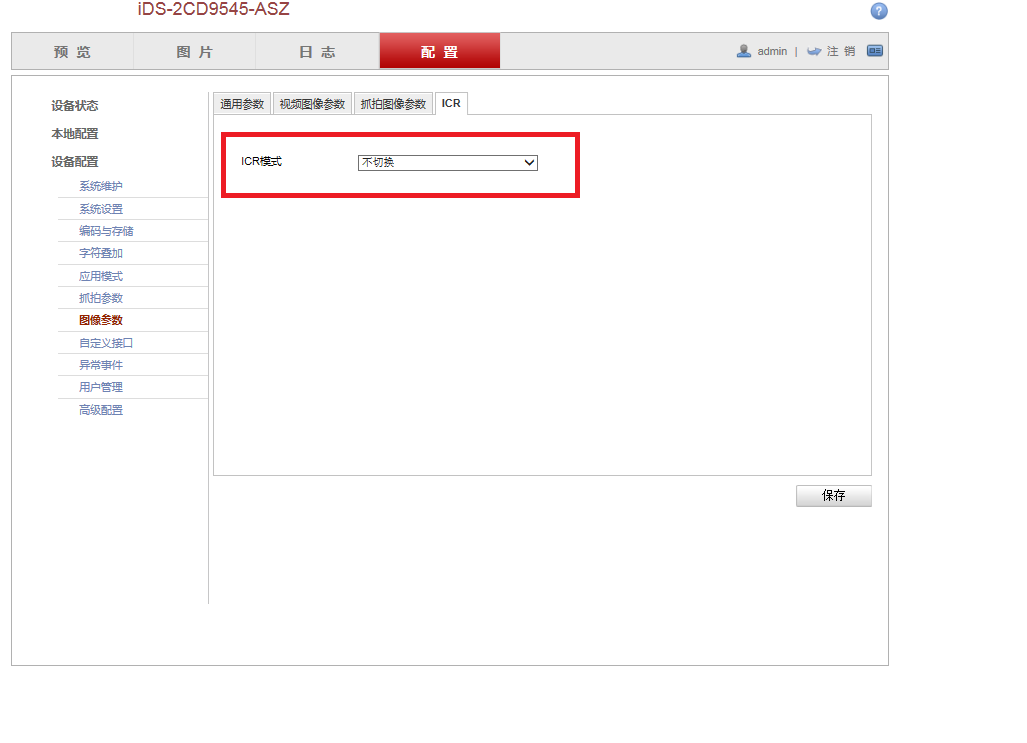 iDS-2CD9545-ASZ
预 览 图 片 日 志 配 置 admin | 注 销
设备状态
本地配置
设备配置
系统维护
系统设置
编码与存储
字符叠加
应用模式
抓拍参数
图像参数
自定义接口
异常事件
用户管理
高级配置
通用参数 视频图像参数 抓拍图像参数 ICR
ICR模式 不切换
保存